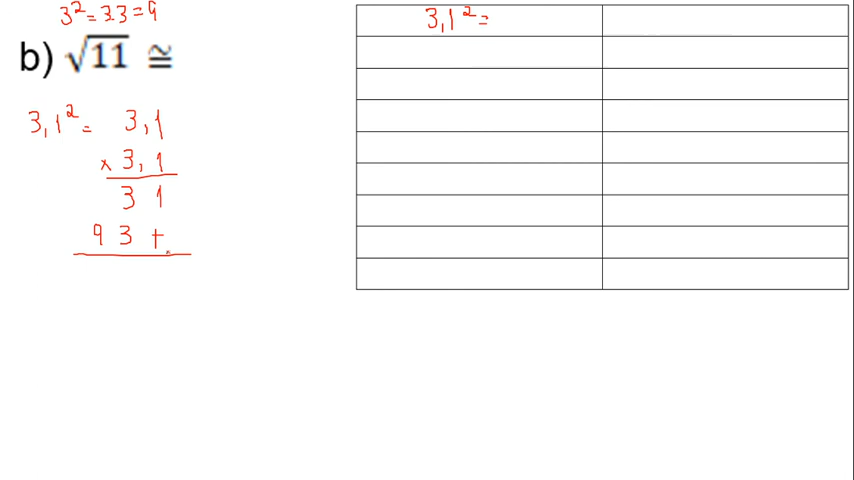 3² = 3.3 = 9
b) √11 ≅
3,1² = 3,1
x 3,1
3 1
9 3 +
3,1² =